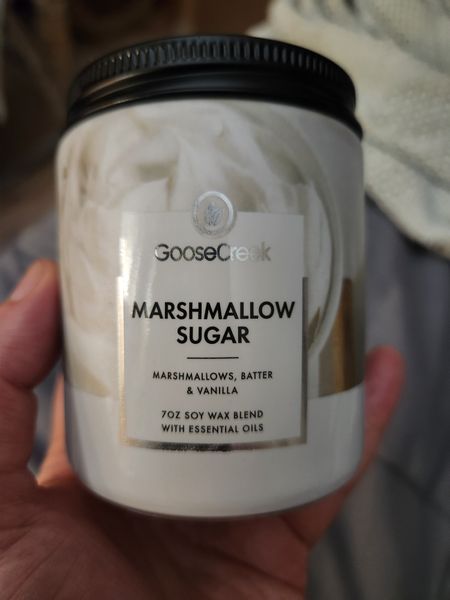 GooseCreek
MARSHMALLOW
SUGAR
MARSHMALLOWS, BATTER
& VANILLA
7OZ SOY WAX BLEND
WITH ESSENTIAL OILS